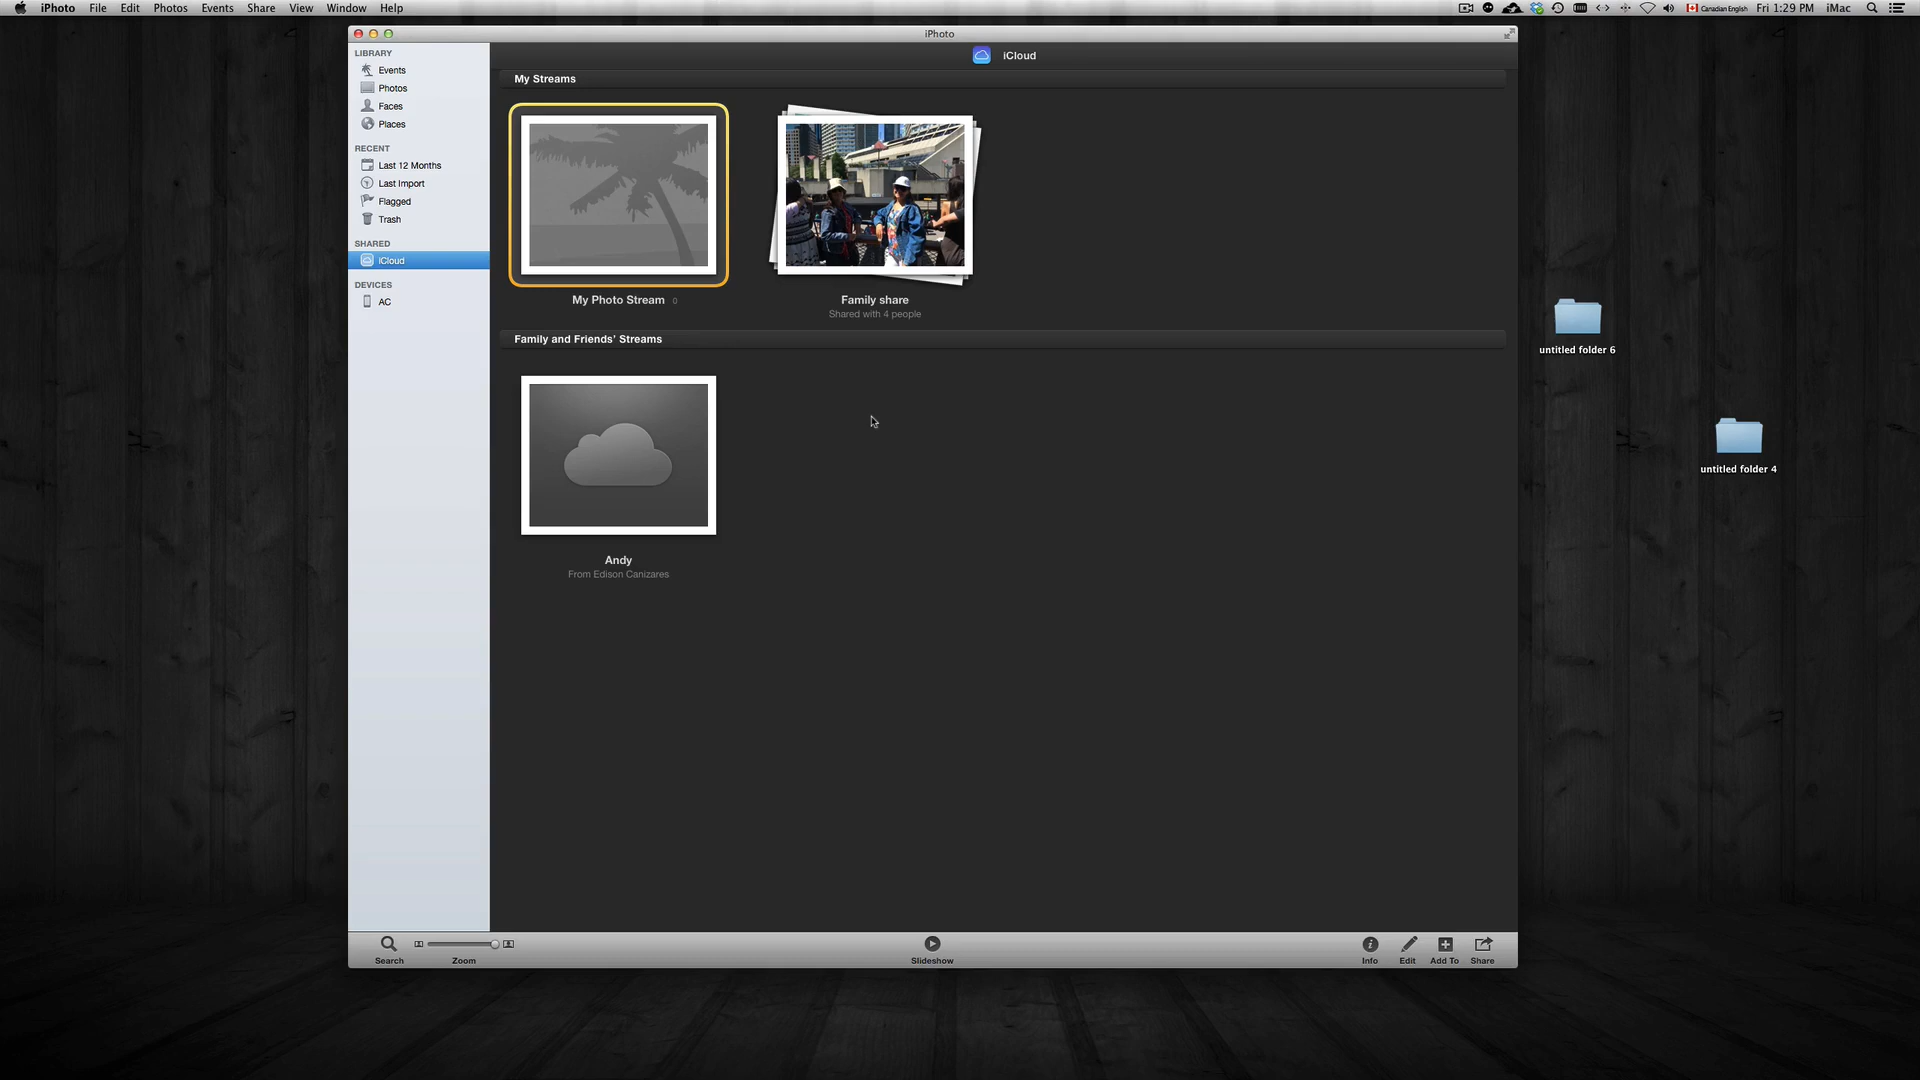 iPhoto File Edit Photos Events Share View Window Help Canadian English Fri 1:29 PM iMac
iPhoto
LIBRARY
Events
Photos
Faces
Places
RECENT
Last 12 Months
Last Import
Flagged
Trash
SHARED
iCloud
DEVICES
AC
iCloud
My Streams
My Photo Stream 0
Family share
Shared with 4 people
Family and Friends' Streams
Andy
From Edison Canizares
Search Zoom Slideshow Info Edit Add To Share
untitled folder 6
untitled folder 4